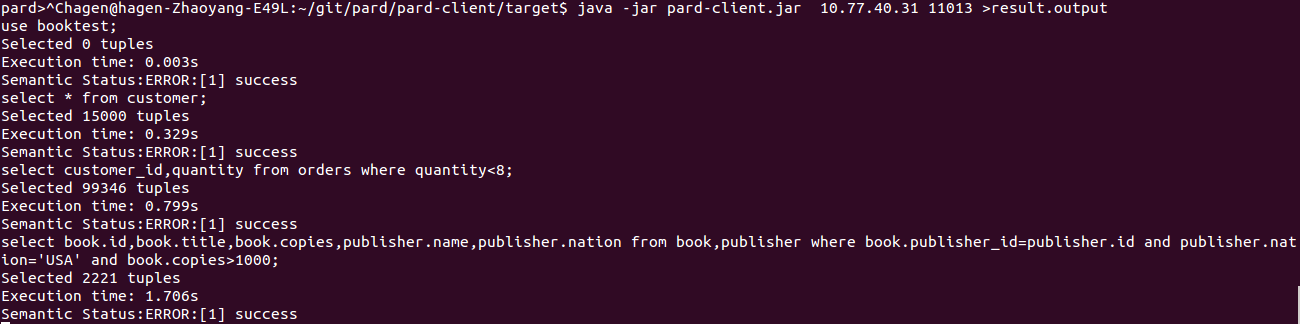 pard>^Chagen@hagen-Zhaoyang-E49L:~/git/pard/pard-client/target$ java -jar pard-client.jar  10.77.40.31 11013 >result.output
use booktest;
Selected 0 tuples
Execution time: 0.003s
Semantic Status:ERROR:[1] success
select * from customer;
Selected 15000 tuples
Execution time: 0.329s
Semantic Status:ERROR:[1] success
select customer_id,quantity from orders where quantity<8;
Selected 99346 tuples
Execution time: 0.799s
Semantic Status:ERROR:[1] success
select book.id,book.title,book.copies,publisher.name,publisher.nation from book,publisher where book.publisher_id=publisher.id and publisher.nat
ion='USA' and book.copies>1000;
Selected 2221 tuples
Execution time: 1.706s
Semantic Status:ERROR:[1] success